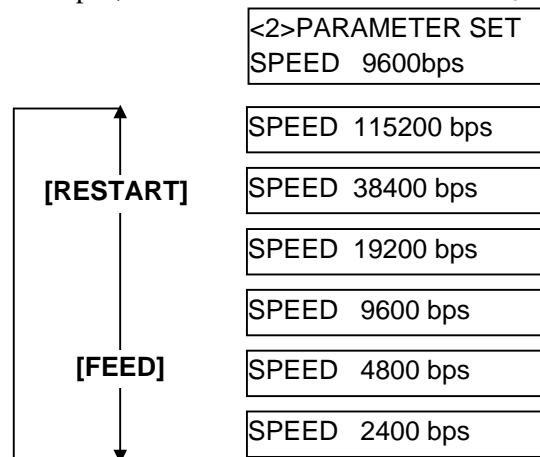 <2>PARAMETER SET
SPEED 9600bps
SPEED 115200 bps
[RESTART]
SPEED 38400 bps
SPEED 19200 bps
SPEED 9600 bps
[FEED]
SPEED 4800 bps
SPEED 2400 bps